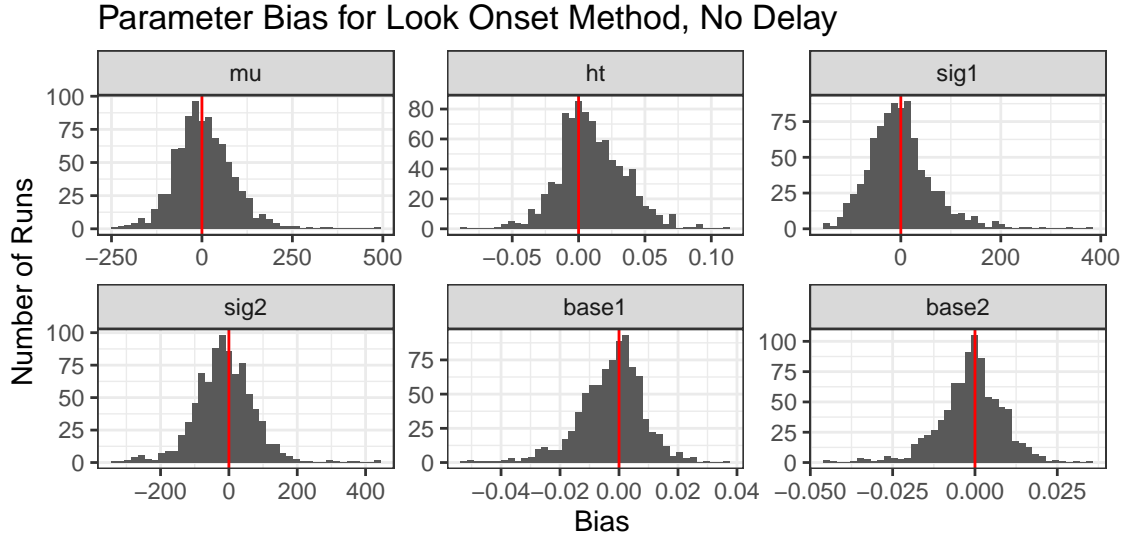 Parameter Bias for Look Onset Method, No Delay
mu
ht
sig1
100
75
50
25
0
−250 0 250 500
80
60
40
20
0
−0.05 0.00 0.05 0.10
75
50
25
0
0 200 400
Number of Runs
sig2
base1
base2
100
75
50
25
0
−200 0 200 400
75
50
25
0
−0.04 −0.02 0.00 0.02 0.04
100
75
50
25
0
−0.050 −0.025 0.000 0.025
Bias